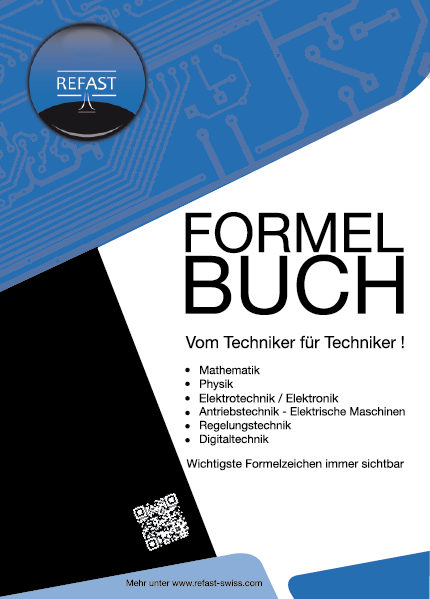 REFAST
FORMEL
BUCH
Vom Techniker für Techniker !
• Mathematik
• Physik
• Elektrotechnik / Elektronik
• Antriebstechnik - Elektrische Maschinen
• Regelungstechnik
• Digitaltechnik
Wichtigste Formelzeichen immer sichtbar
Mehr unter www.refast-swiss.com